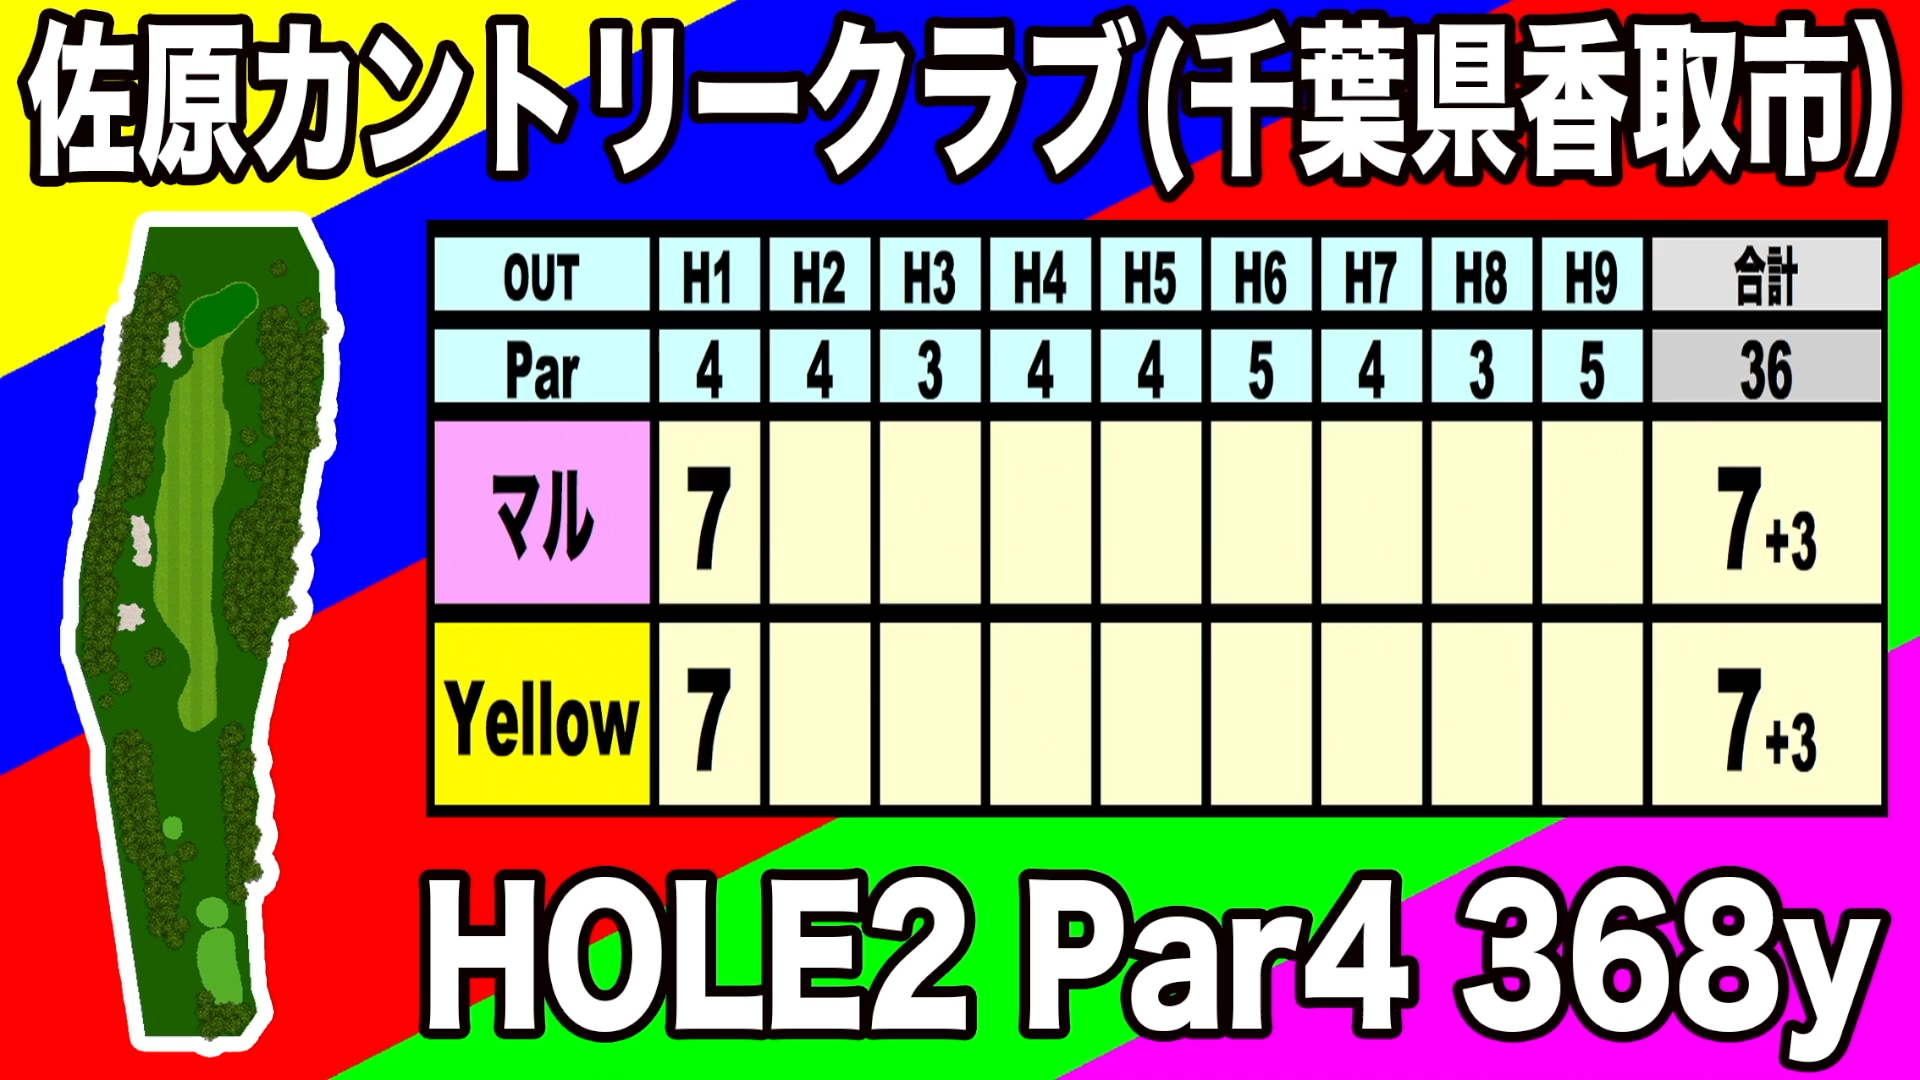 佐原カントリークラブ(千葉県香取市)
OUT H1 H2 H3 H4 H5 H6 H7 H8 H9 合計
Par 4 4 3 4 4 5 4 3 5 36
マル 7 7+3
Yellow 7 7+3
HOLE2 Par4 368y